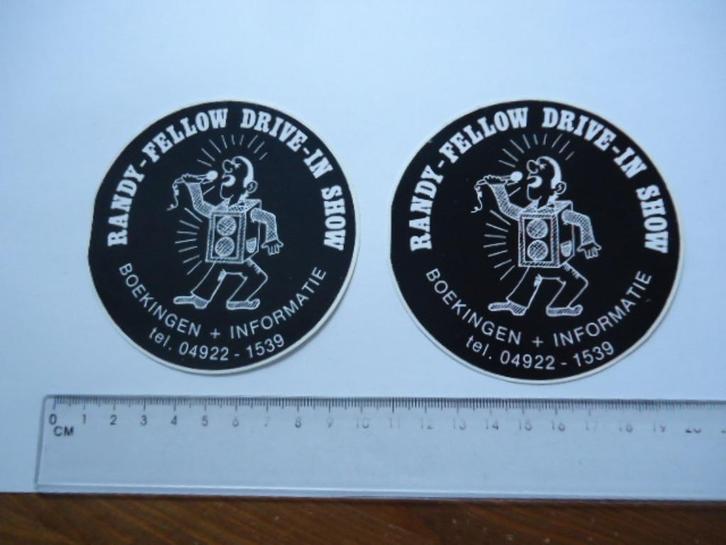 RANDY-FELLOW DRIVE-IN SHOW
BOEKINGEN + INFORMATIE
tel. 04922 - 1539
RANDY-FELLOW DRIVE-IN SHOW
BOEKINGEN + INFORMATIE
tel. 04922 - 1539
0 1 2 3 4 5 6 7 8 9 10 11 12 13 14 15 16 17 18 19 20
CM